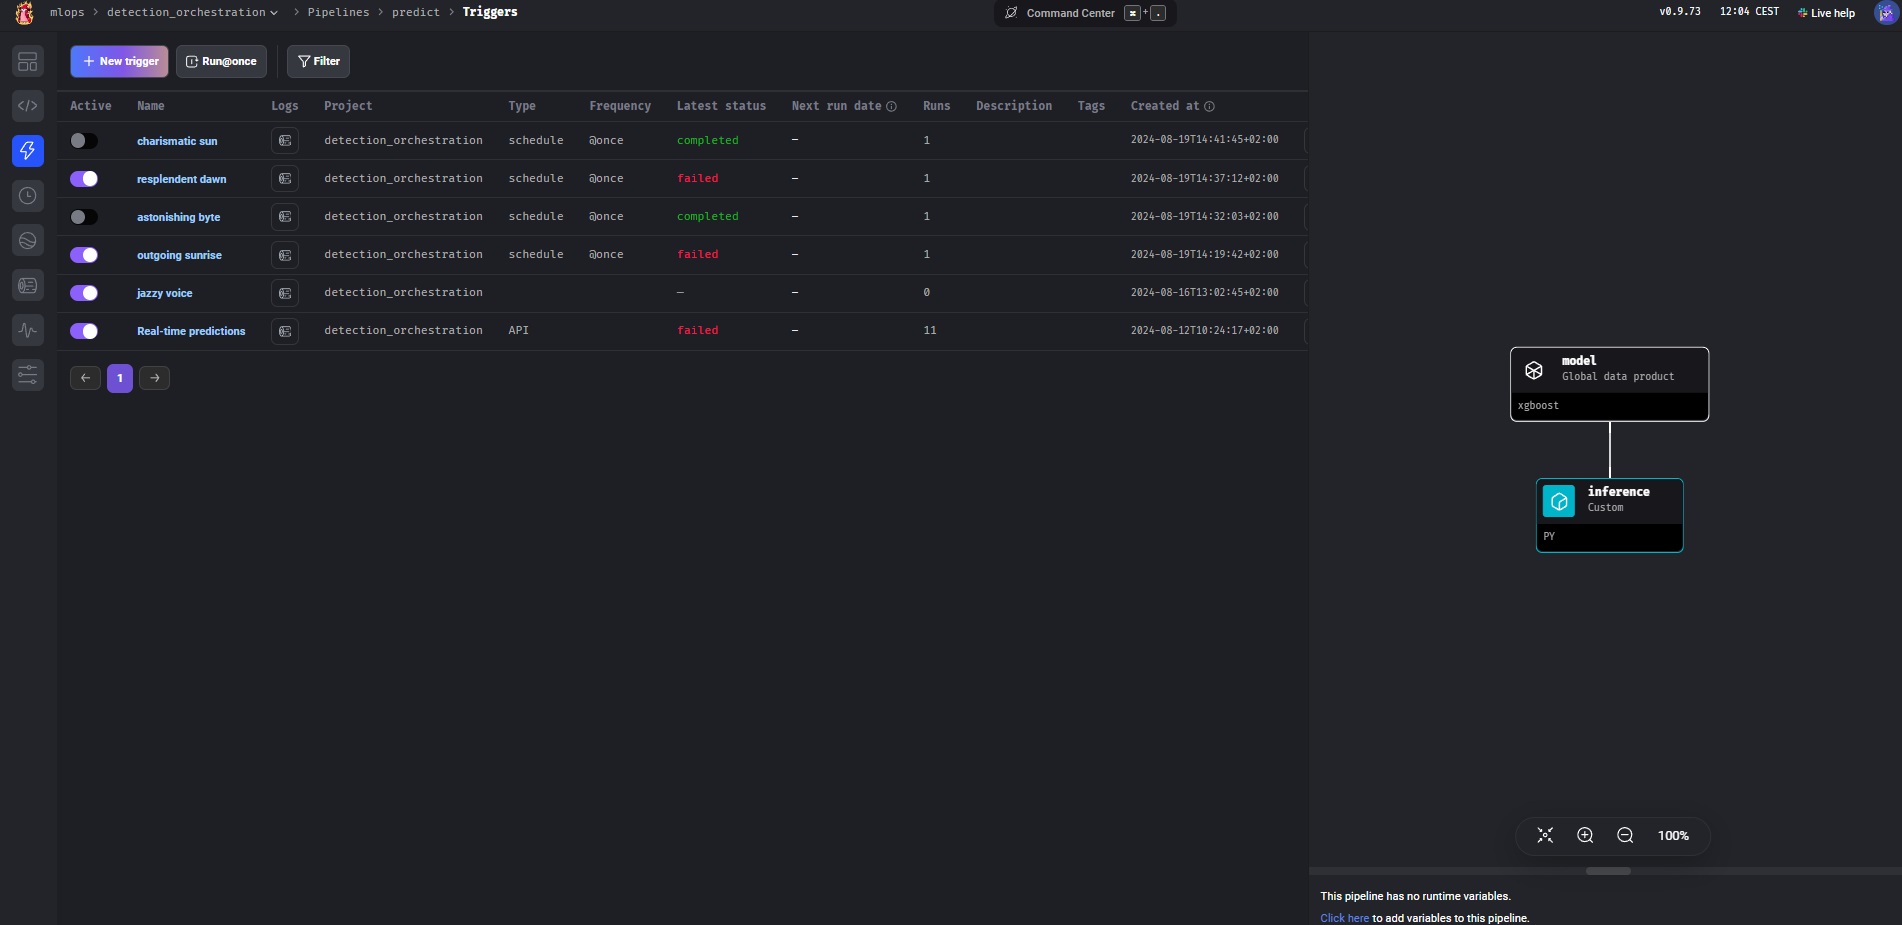 mlops > detection_orchestration > Pipelines > predict > Triggers
Command Center ⌘ + .
v0.9.73 12:04 CEST Live help
+ New trigger Run@once Filter
Active Name Logs Project Type Frequency Latest status Next run date Runs Description Tags Created at
charismatic sun detection_orchestration schedule @once completed — 1 2024-08-19T14:41:45+02:00
resplendent dawn detection_orchestration schedule @once failed — 1 2024-08-19T14:37:12+02:00
astonishing byte detection_orchestration schedule @once completed — 1 2024-08-19T14:32:03+02:00
outgoing sunrise detection_orchestration schedule @once failed — 1 2024-08-19T14:19:42+02:00
jazzy voice detection_orchestration — — 0 2024-08-16T13:02:45+02:00
Real-time predictions detection_orchestration API failed — 11 2024-08-12T10:24:17+02:00
← 1 →
model
Global data product
xgboost
inference
Custom
PY
100%
This pipeline has no runtime variables.
Click here to add variables to this pipeline.